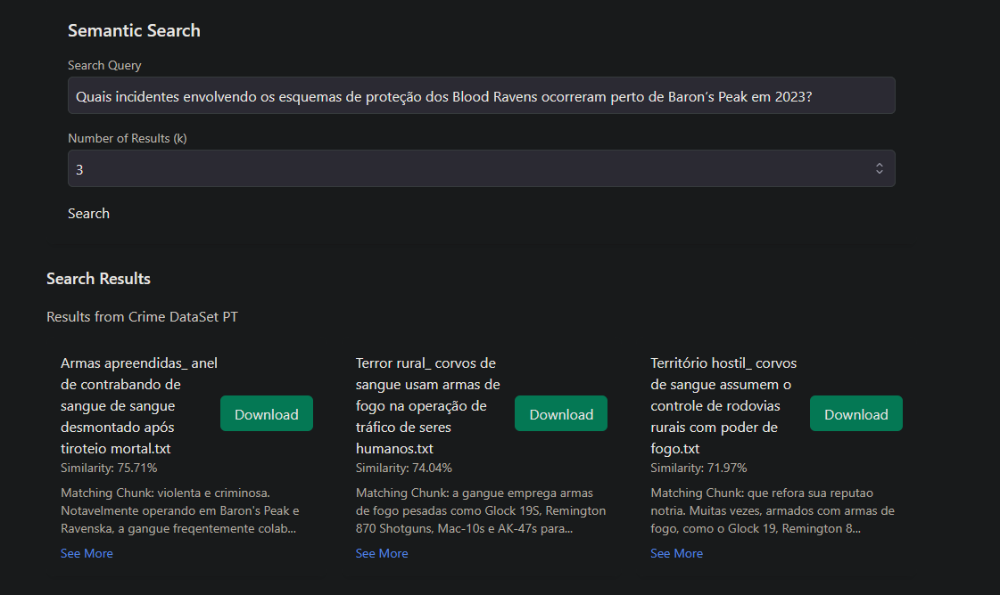 Semantic Search
Search Query
Quais incidentes envolvendo os esquemas de proteção dos Blood Ravens ocorreram perto de Baron’s Peak em 2023?
Number of Results (k)
3
Search
Search Results
Results from Crime DataSet PT
Armas apreendidas_ anel
de contrabando de
sangue de sangue
desmontado após
tiroteio mortal.txt
Download
Similarity: 75.71%
Matching Chunk: violenta e criminosa.
Notavelmente operando em Baron's Peak e
Ravenska, a gangue freqentemente colab...
See More
Terror rural_ corvos de
sangue usam armas de
fogo na operação de
tráfico de seres
humanos.txt
Download
Similarity: 74.04%
Matching Chunk: a gangue emprega armas
de fogo pesadas como Glock 19S, Remington
870 Shotguns, Mac-10s e AK-47s para...
See More
Território hostil_ corvos
de sangue assumem o
controle de rodovias
rurais com poder de
fogo.txt
Download
Similarity: 71.97%
Matching Chunk: que refora sua reputao
notria. Muitas vezes, armados com armas de
fogo, como o Glock 19, Remington 8...
See More